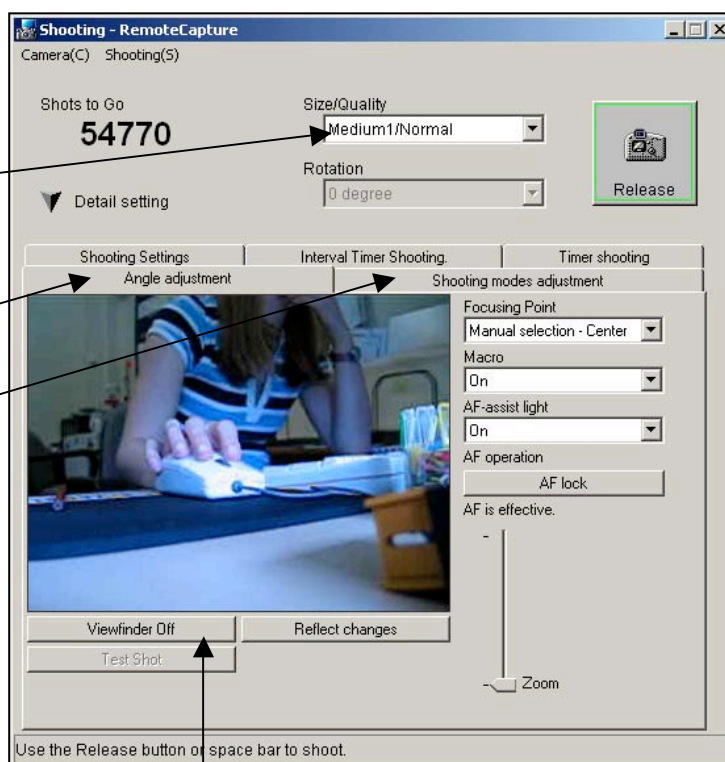 Shooting - RemoteCapture
Camera(C) Shooting(S)
Shots to Go
54770
Size/Quality
Medium1/Normal
Rotation
0 degree
Release
Detail setting
Shooting Settings
Interval Timer Shooting.
Timer shooting
Angle adjustment
Shooting modes adjustment
Focusing Point
Manual selection - Center
Macro
On
AF-assist light
On
AF operation
AF lock
AF is effective.
Viewfinder Off
Reflect changes
Test Shot
Zoom
Use the Release button or space bar to shoot.